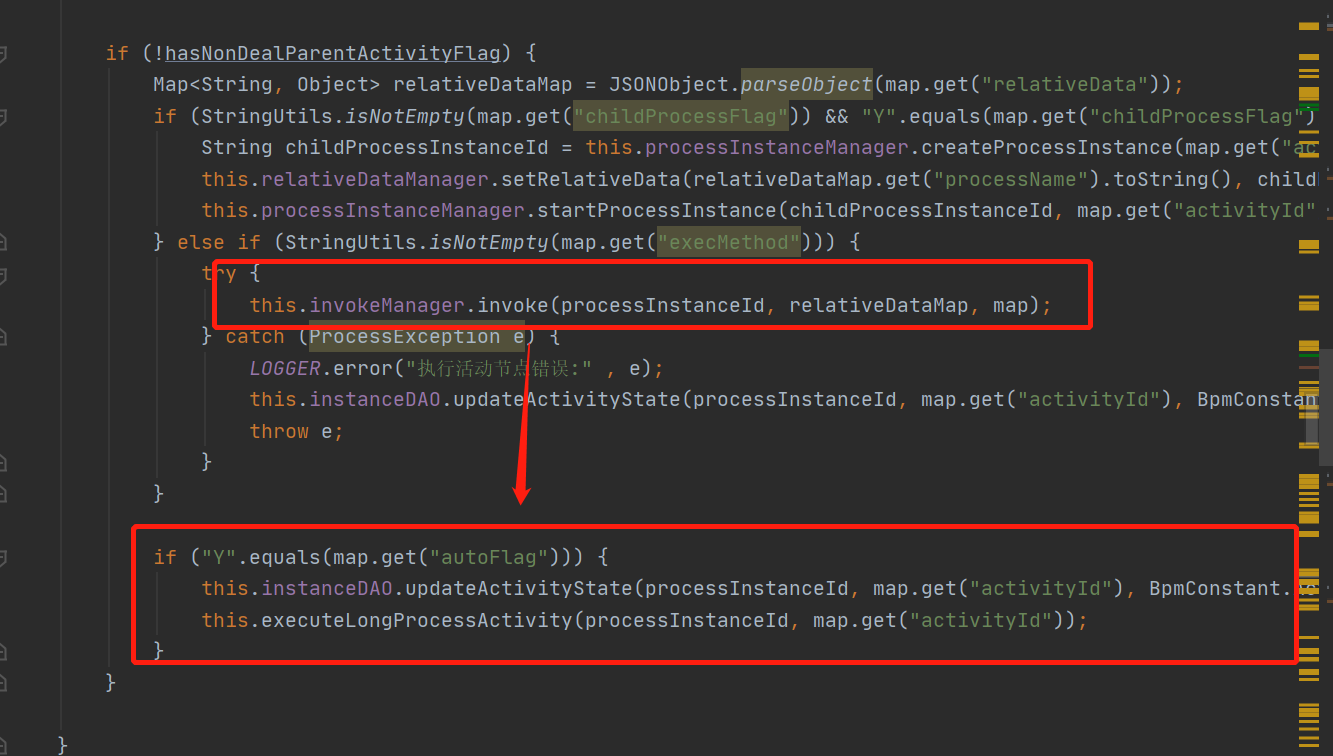 if (!hasNonDealParentActivityFlag) {
Map<String, Object> relativeDataMap = JSONObject.parseObject(map.get("relativeData"));
if (StringUtils.isNotEmpty(map.get("childProcessFlag")) && "Y".equals(map.get("childProcessFlag")
String childProcessInstanceId = this.processInstanceManager.createProcessInstance(map.get("ac
this.relativeDataManager.setRelativeData(relativeDataMap.get("processName").toString(), child
this.processInstanceManager.startProcessInstance(childProcessInstanceId, map.get("activityId"
} else if (StringUtils.isNotEmpty(map.get("execMethod"))) {
try {
this.invokeManager.invoke(processInstanceId, relativeDataMap, map);
} catch (ProcessException e) {
LOGGER.error("执行活动节点错误:" , e);
this.instanceDAO.updateActivityState(processInstanceId, map.get("activityId"), BpmConstan
throw e;
}
}
if ("Y".equals(map.get("autoFlag"))) {
this.instanceDAO.updateActivityState(processInstanceId, map.get("activityId"), BpmConstant.
this.executeLongProcessActivity(processInstanceId, map.get("activityId"));
}
}
}